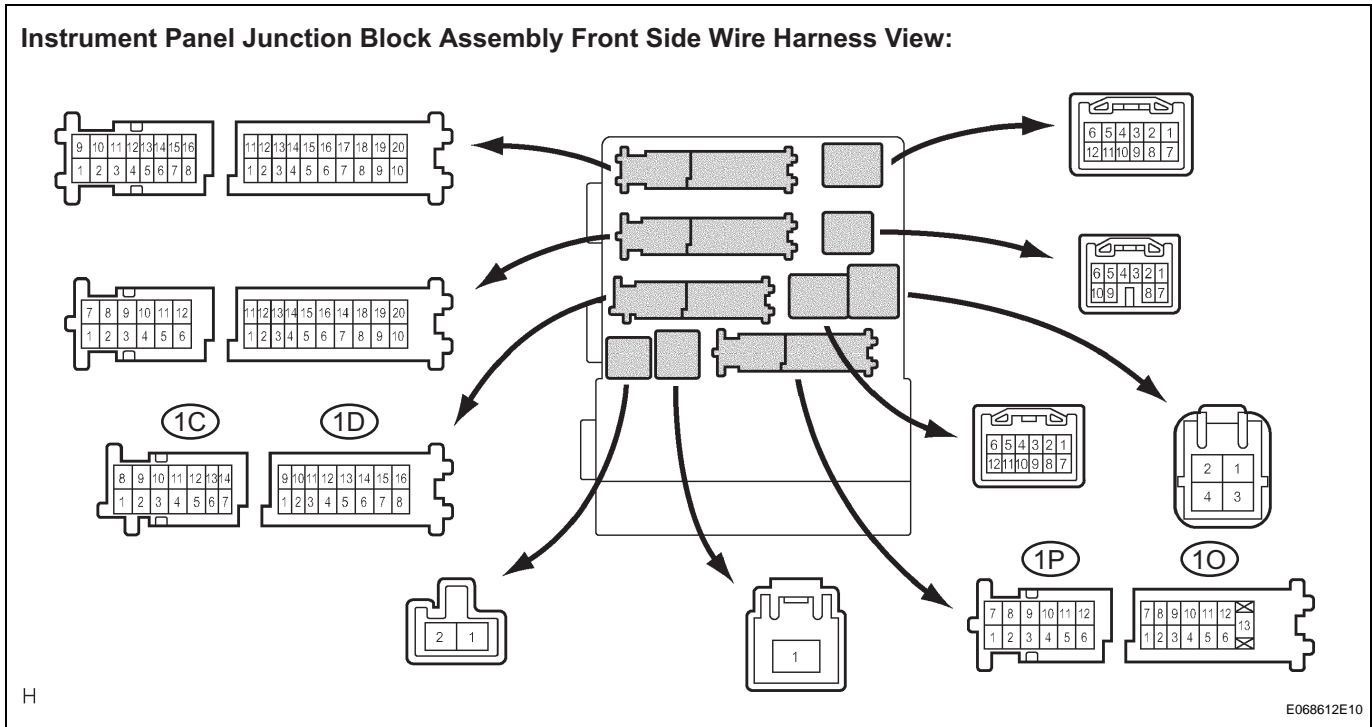 Instrument Panel Junction Block Assembly Front Side Wire Harness View:
9 10 11 12 13 14 15 16
1 2 3 4 5 6 7 8
11 12 13 14 15 16 17 18 19 20
1 2 3 4 5 6 7 8 9 10
6 5 4 3 2 1
12 11 10 9 8 7
7 8 9 10 11 12
1 2 3 4 5 6
11 12 13 14 15 16 14 18 19 20
1 2 3 4 5 6 7 8 9 10
6 5 4 3 2 1
10 9 8 7
1C
1D
8 9 10 11 12 13 14
1 2 3 4 5 6 7
9 10 11 12 13 14 15 16
1 2 3 4 5 6 7 8
6 5 4 3 2 1
12 11 10 9 8 7
2 1
4 3
2 1
1
1P
1O
7 8 9 10 11 12
1 2 3 4 5 6
7 8 9 10 11 12
13
1 2 3 4 5 6
H
E068612E10